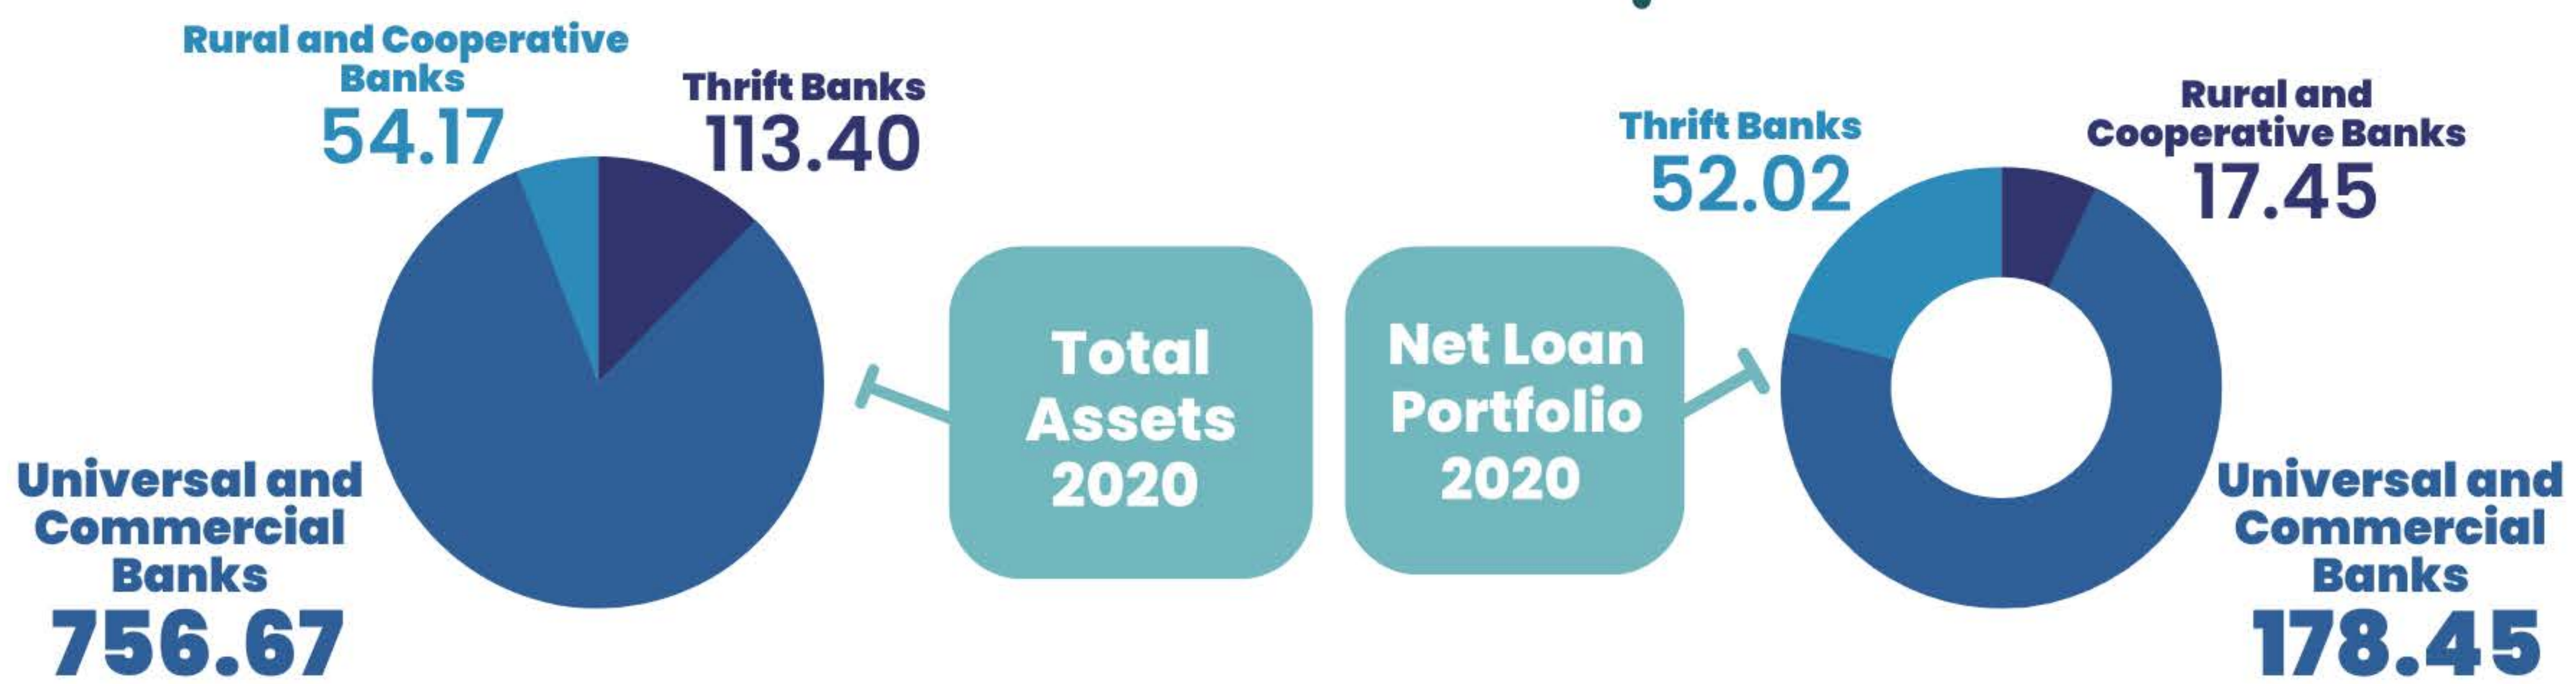 Rural and Cooperative
Banks
54.17
Thrift Banks
113.40
Universal and
Commercial
Banks
756.67
Total
Assets
2020
Net Loan
Portfolio
2020
Thrift Banks
52.02
Rural and
Cooperative Banks
17.45
Universal and
Commercial
Banks
178.45